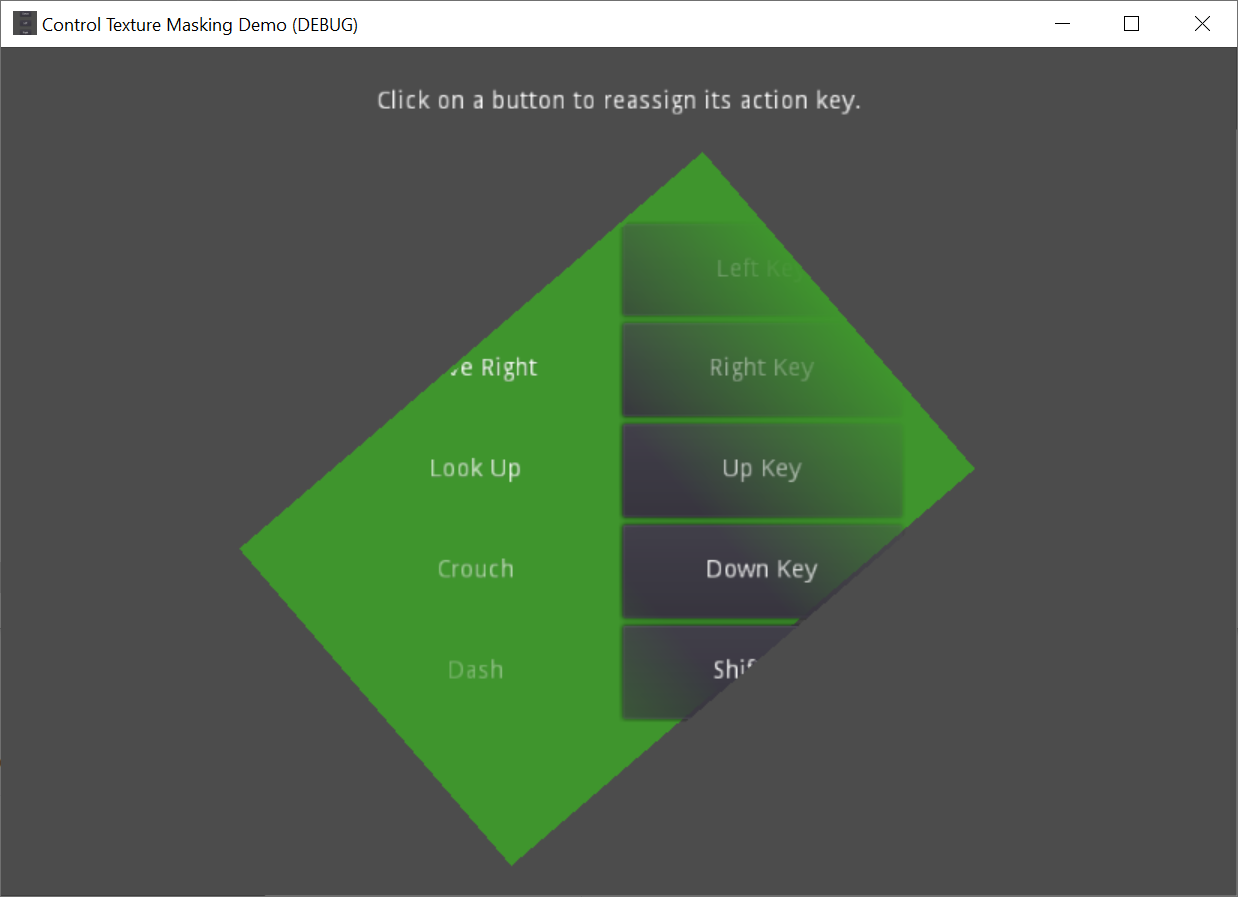 Control Texture Masking Demo (DEBUG)
Click on a button to reassign its action key.
Left Key
ve Right Right Key
Look Up Up Key
Crouch Down Key
Dash Shif